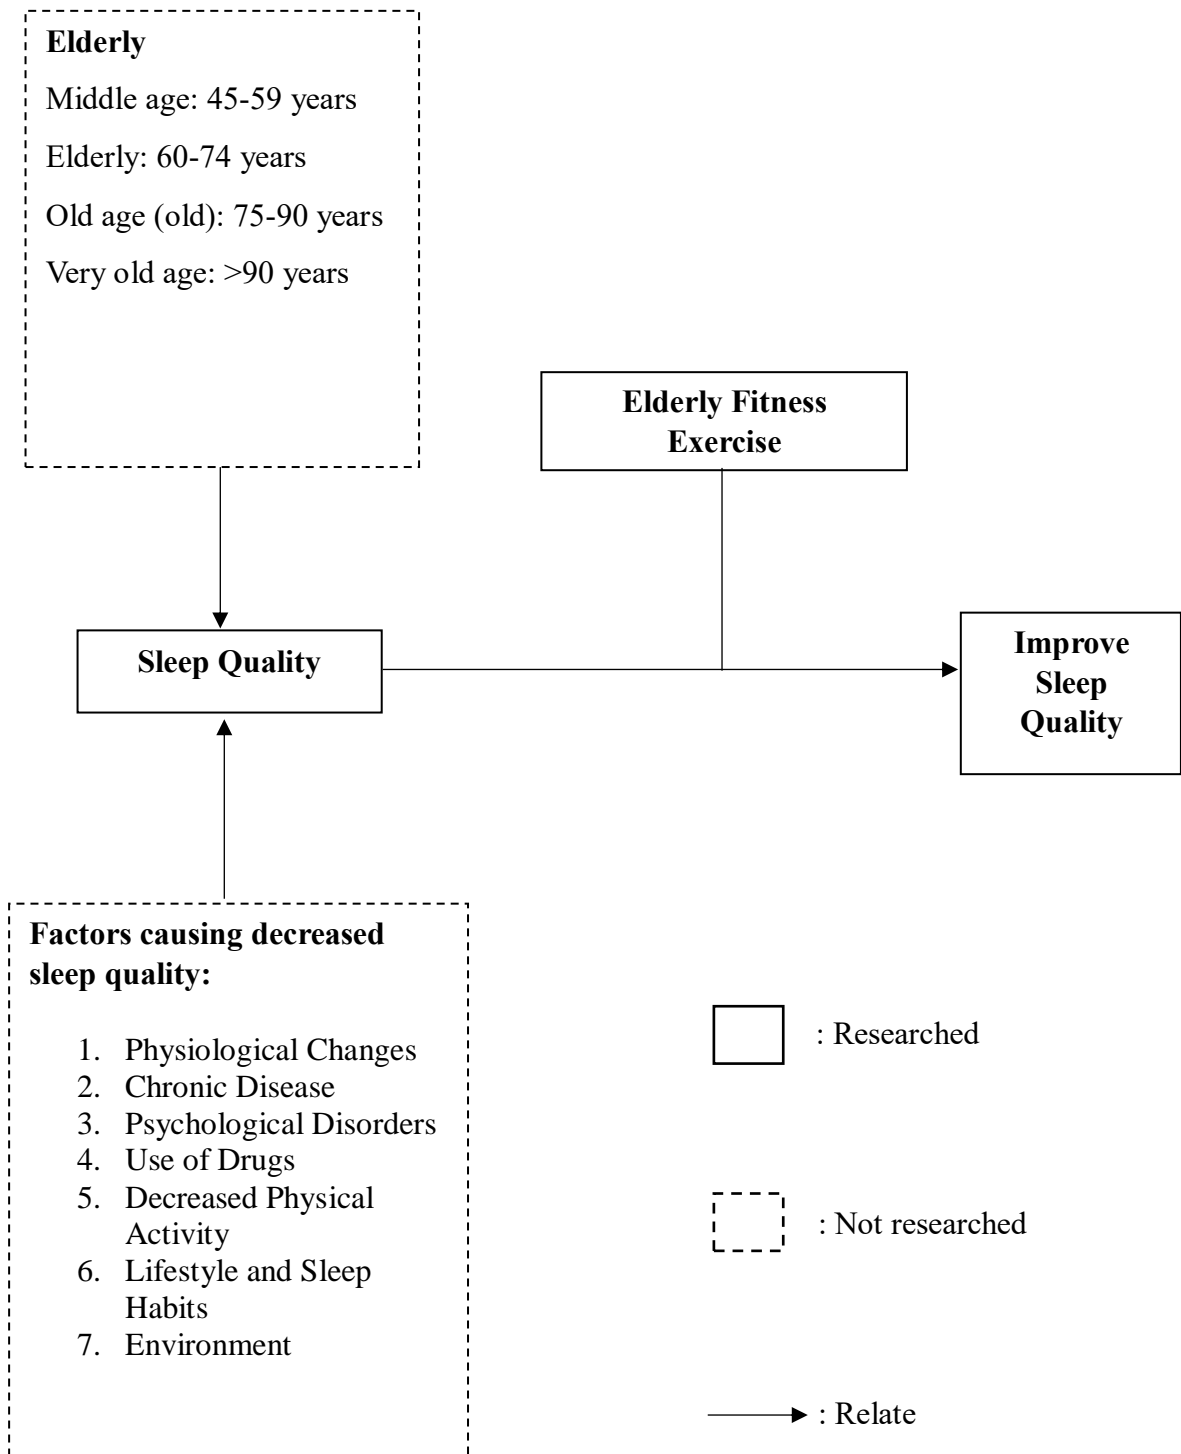 Elderly
Middle age: 45-59 years
Elderly: 60-74 years
Old age (old): 75-90 years
Very old age: >90 years
Elderly Fitness
Exercise
Sleep Quality
Improve
Sleep
Quality
Factors causing decreased
sleep quality:
1. Physiological Changes
2. Chronic Disease
3. Psychological Disorders
4. Use of Drugs
5. Decreased Physical
Activity
6. Lifestyle and Sleep
Habits
7. Environment
: Researched
: Not researched
: Relate